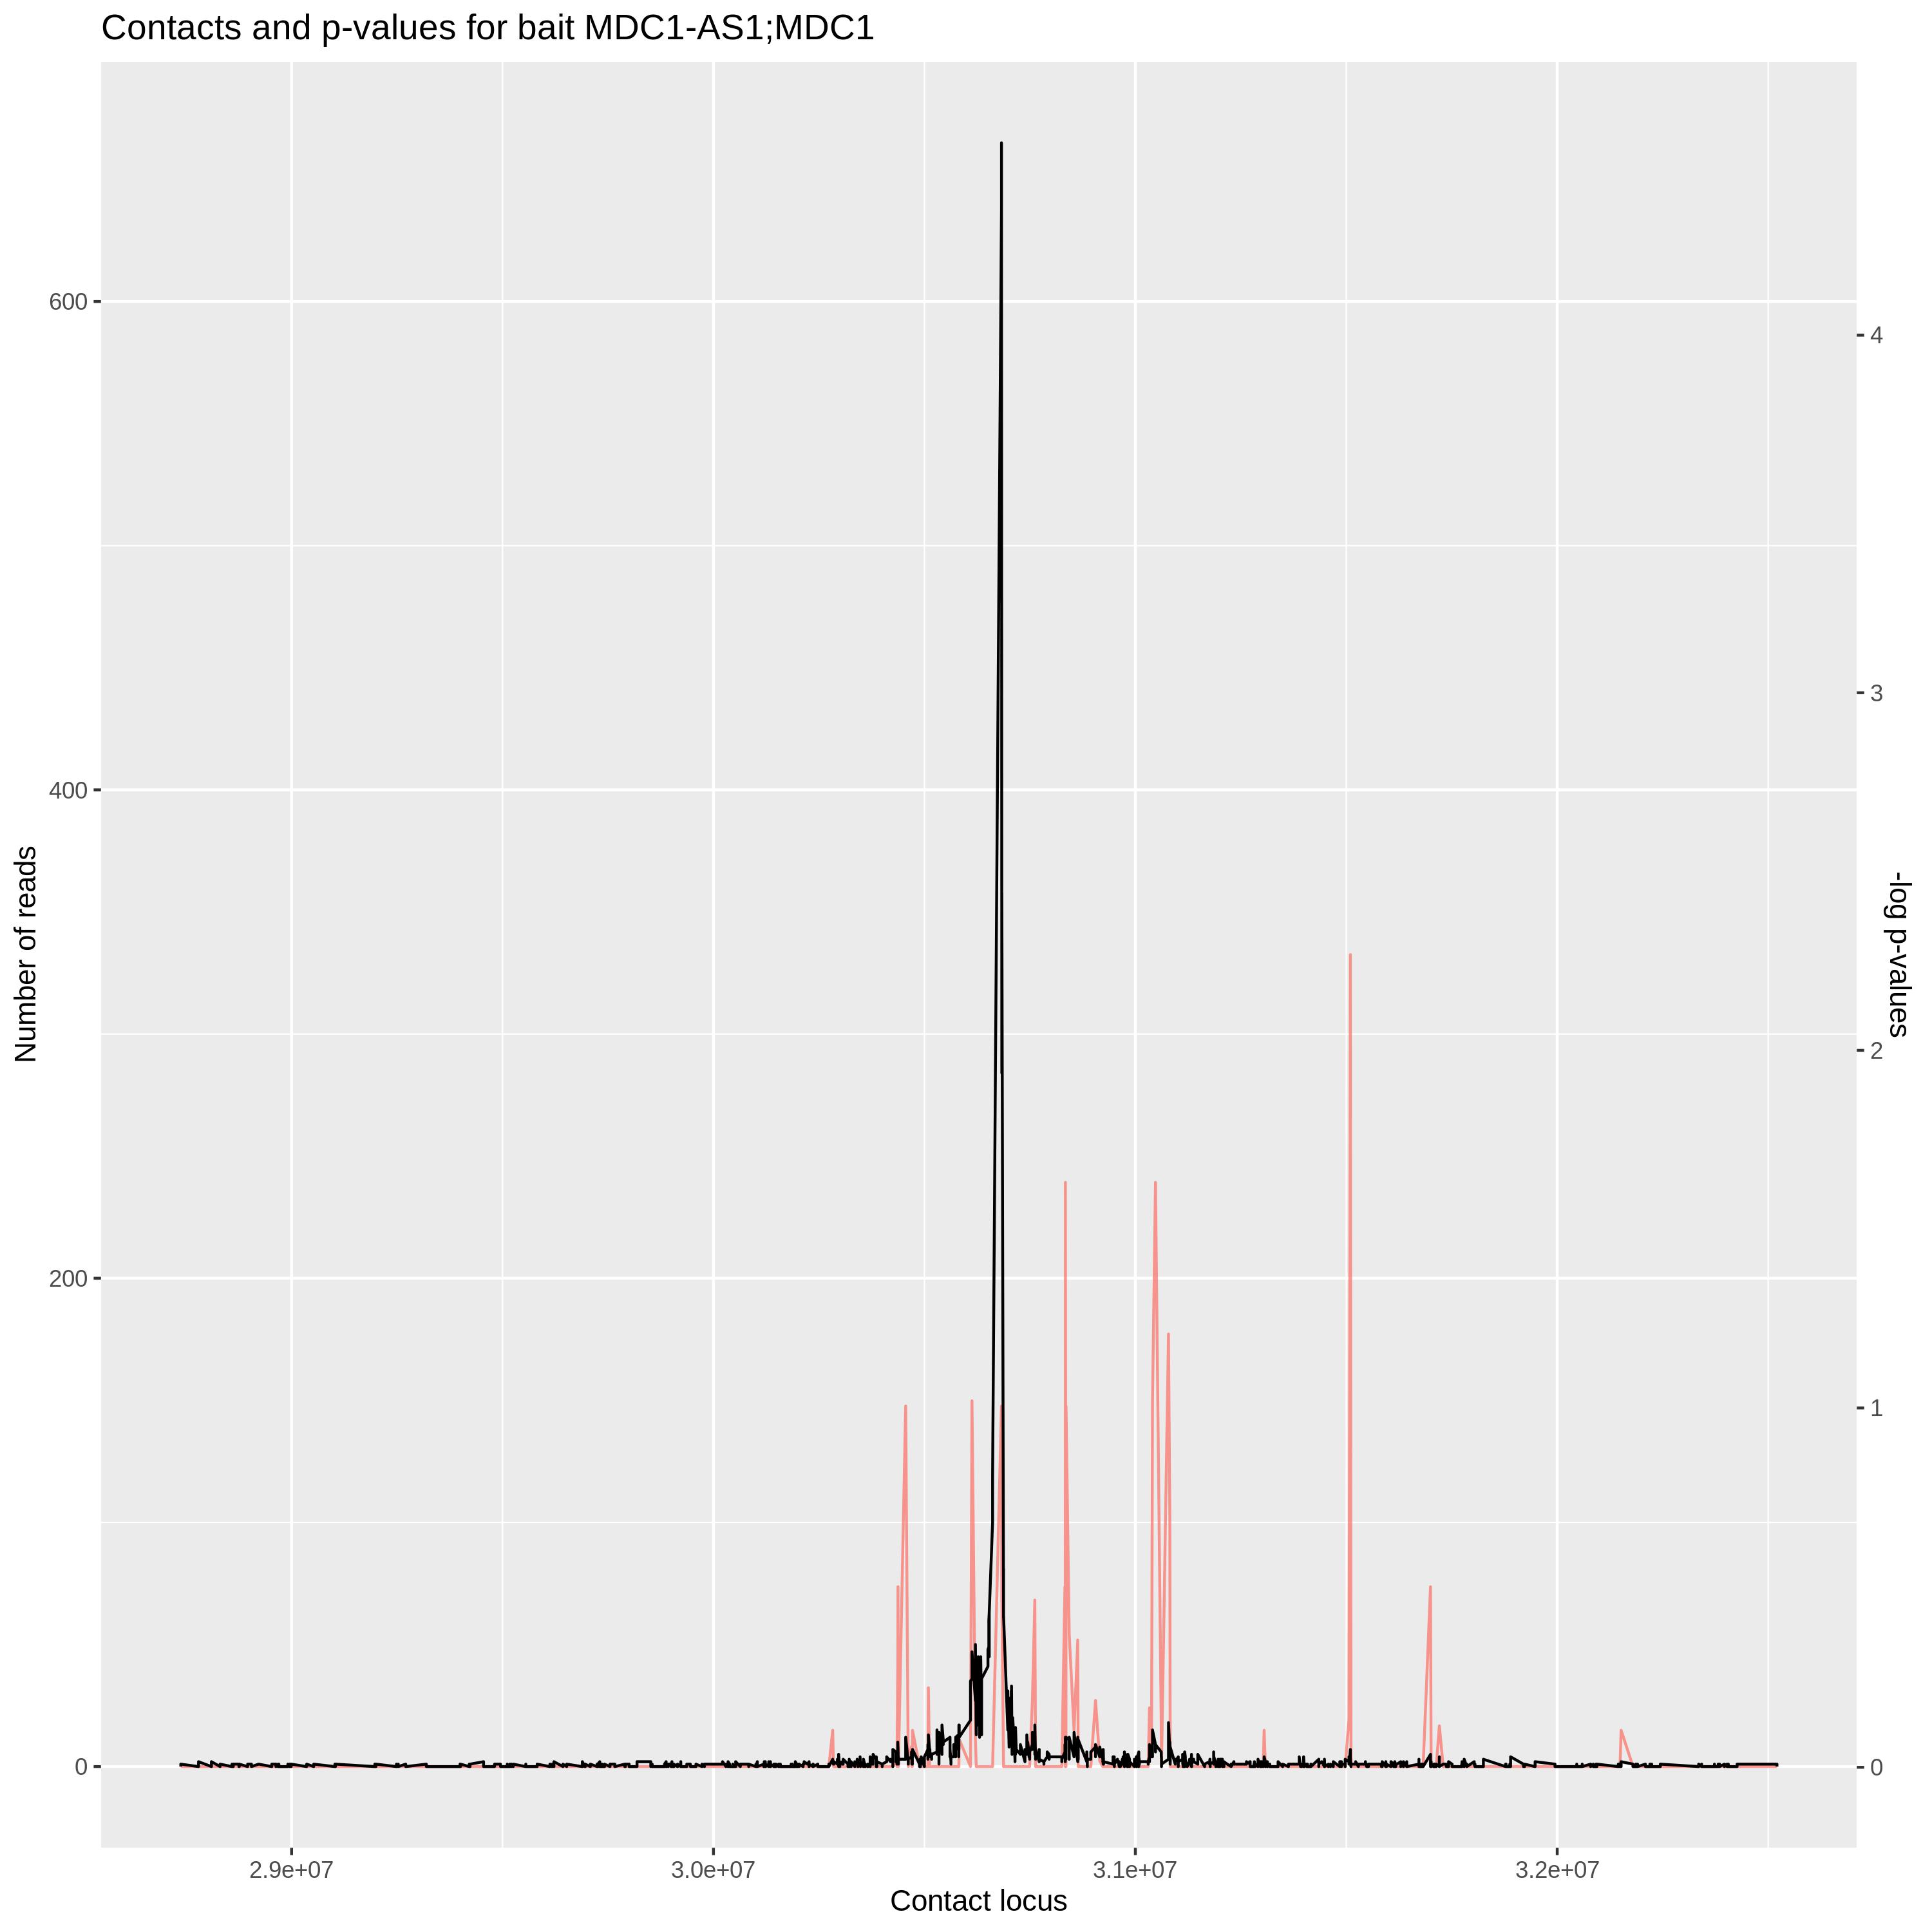 Contacts and p-values for bait MDC1-AS1;MDC1
600
400
200
0
Number of reads
4
3
2
1
0
-log p-values
2.9e+07
3.0e+07
3.1e+07
3.2e+07
Contact locus